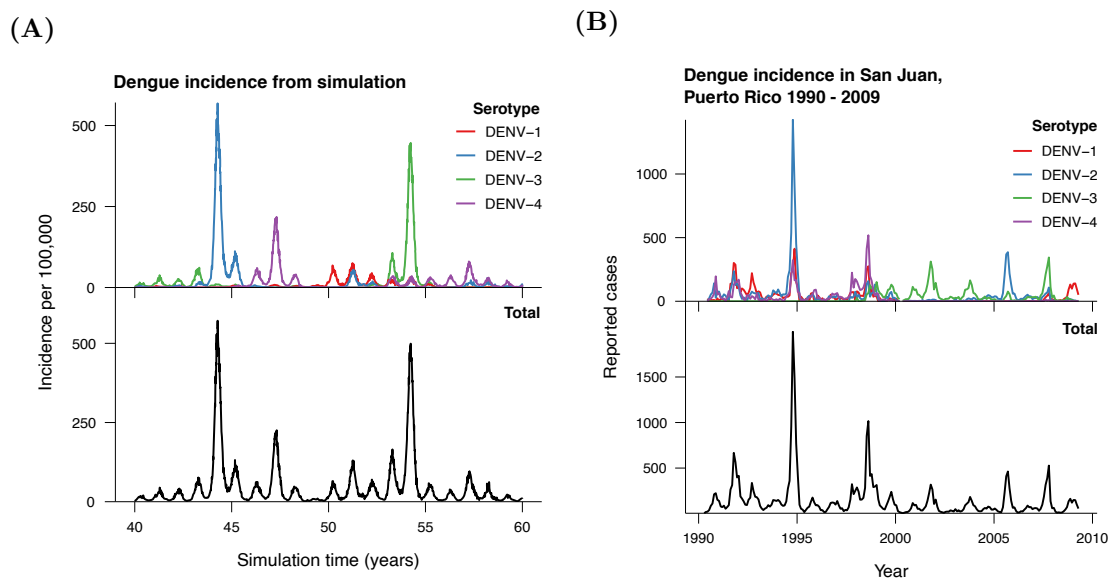 (A)
Dengue incidence from simulation
Serotype
DENV−1
DENV−2
DENV−3
DENV−4
500
250
0
Total
500
250
0
Incidence per 100,000
40 45 50 55 60
Simulation time (years)
(B)
Dengue incidence in San Juan,
Puerto Rico 1990 - 2009
Serotype
DENV−1
DENV−2
DENV−3
DENV−4
1000
500
0
Total
1500
1000
500
Reported cases
1990 1995 2000 2005 2010
Year